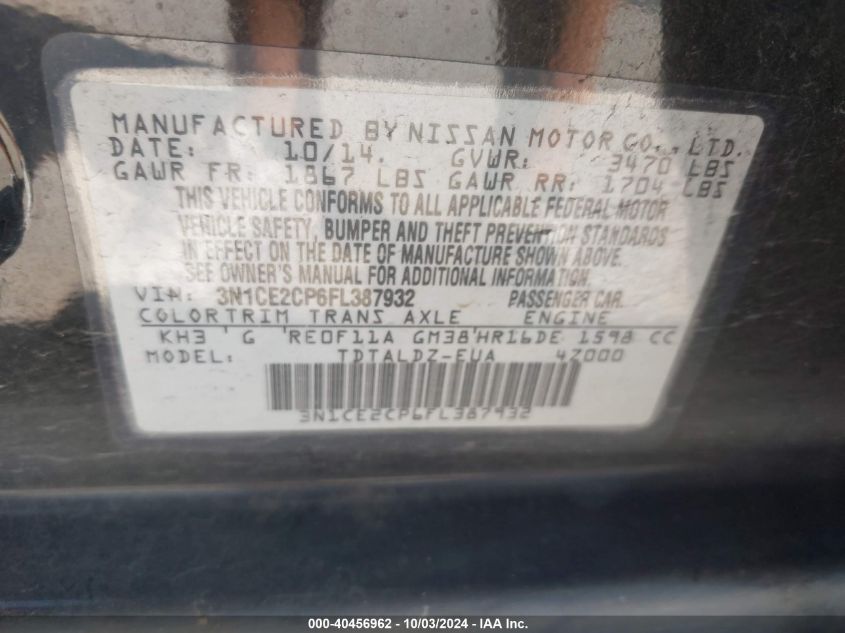 MANUFACTURED BY NISSAN MOTOR CO., LTD.
DATE: 10/14. GVWR: 3470 LBS
GAWR FR: 1867 LBS GAWR RR: 1704 LBS
THIS VEHICLE CONFORMS TO ALL APPLICABLE FEDERAL MOTOR
VEHICLE SAFETY, BUMPER AND THEFT PREVENTION STANDARDS
IN EFFECT ON THE DATE OF MANUFACTURE SHOWN ABOVE.
SEE OWNER'S MANUAL FOR ADDITIONAL INFORMATION.
VIN: 3N1CE2CP6FL387932 PASSENGER CAR.
COLOR TRIM TRANS AXLE ENGINE
KH3 'G 'RE0F11A GM38'HR16DE 1598 CC
MODEL: TDTALDZ-EUA 4Z000
3N1CE2CP6FL387932
000-40456962 - 10/03/2024 - IAA Inc.